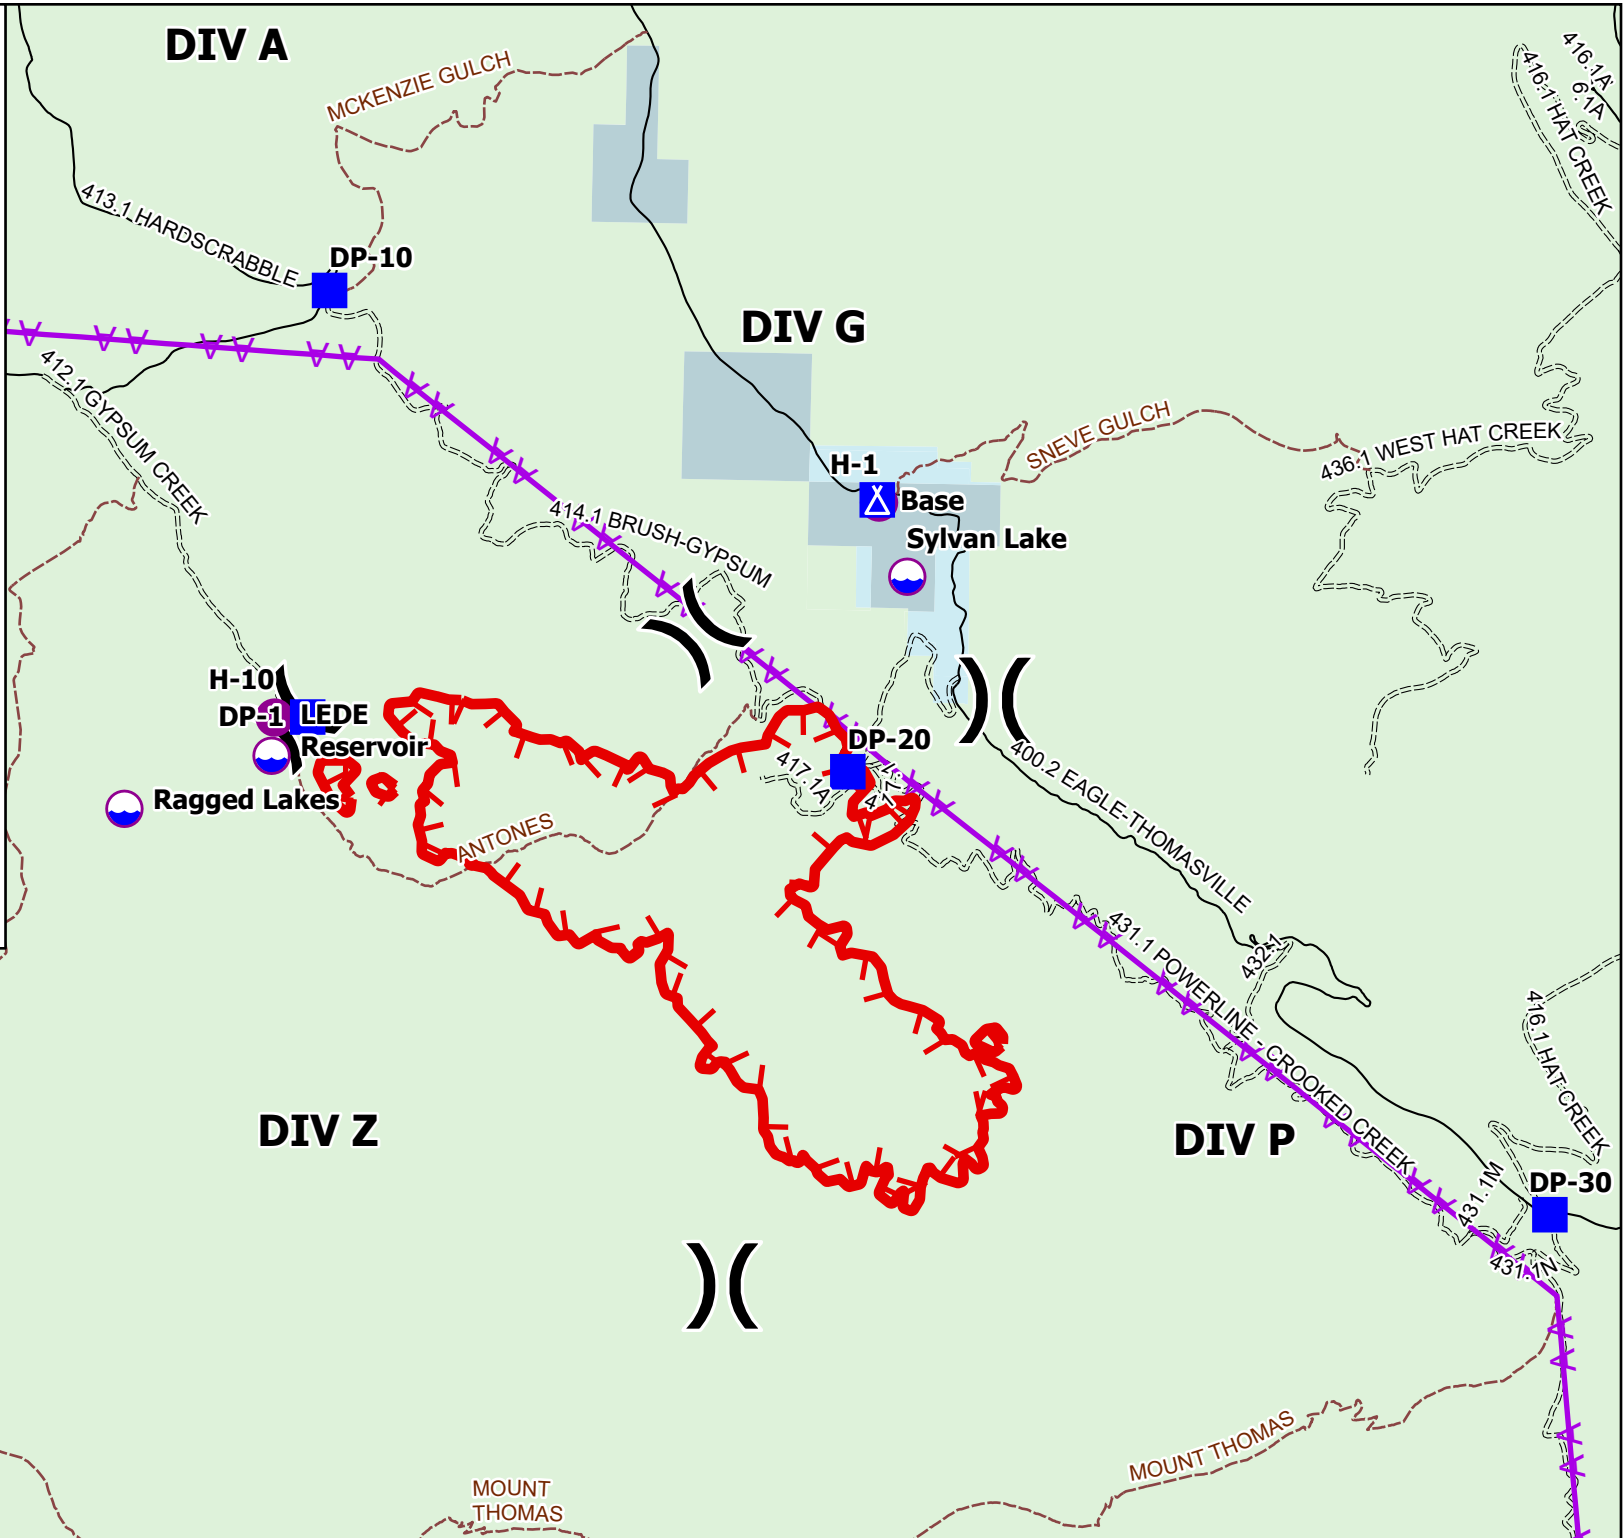 DIV A
MCKENZIE GULCH
416.1A
6.1A
416.1 HAT CREEK
413.1 HARDSCRABBLE
DP-10
DIV G
412.1 GYPSUM CREEK
SNEVE GULCH
436.1 WEST HAT CREEK
H-1
Base
414.1 BRUSH-GYPSUM
Sylvan Lake
H-10
DP-1
LEDE
Reservoir
DP-20
417.1A
400.2 EAGLE-THOMASVILLE
Ragged Lakes
ANTONES
431.1 POWERLINE - CROOKED CREEK
432.1
416.1 HAT CREEK
DIV Z
DIV P
431.1M
DP-30
431.1N
MOUNT THOMAS
MOUNT
THOMAS